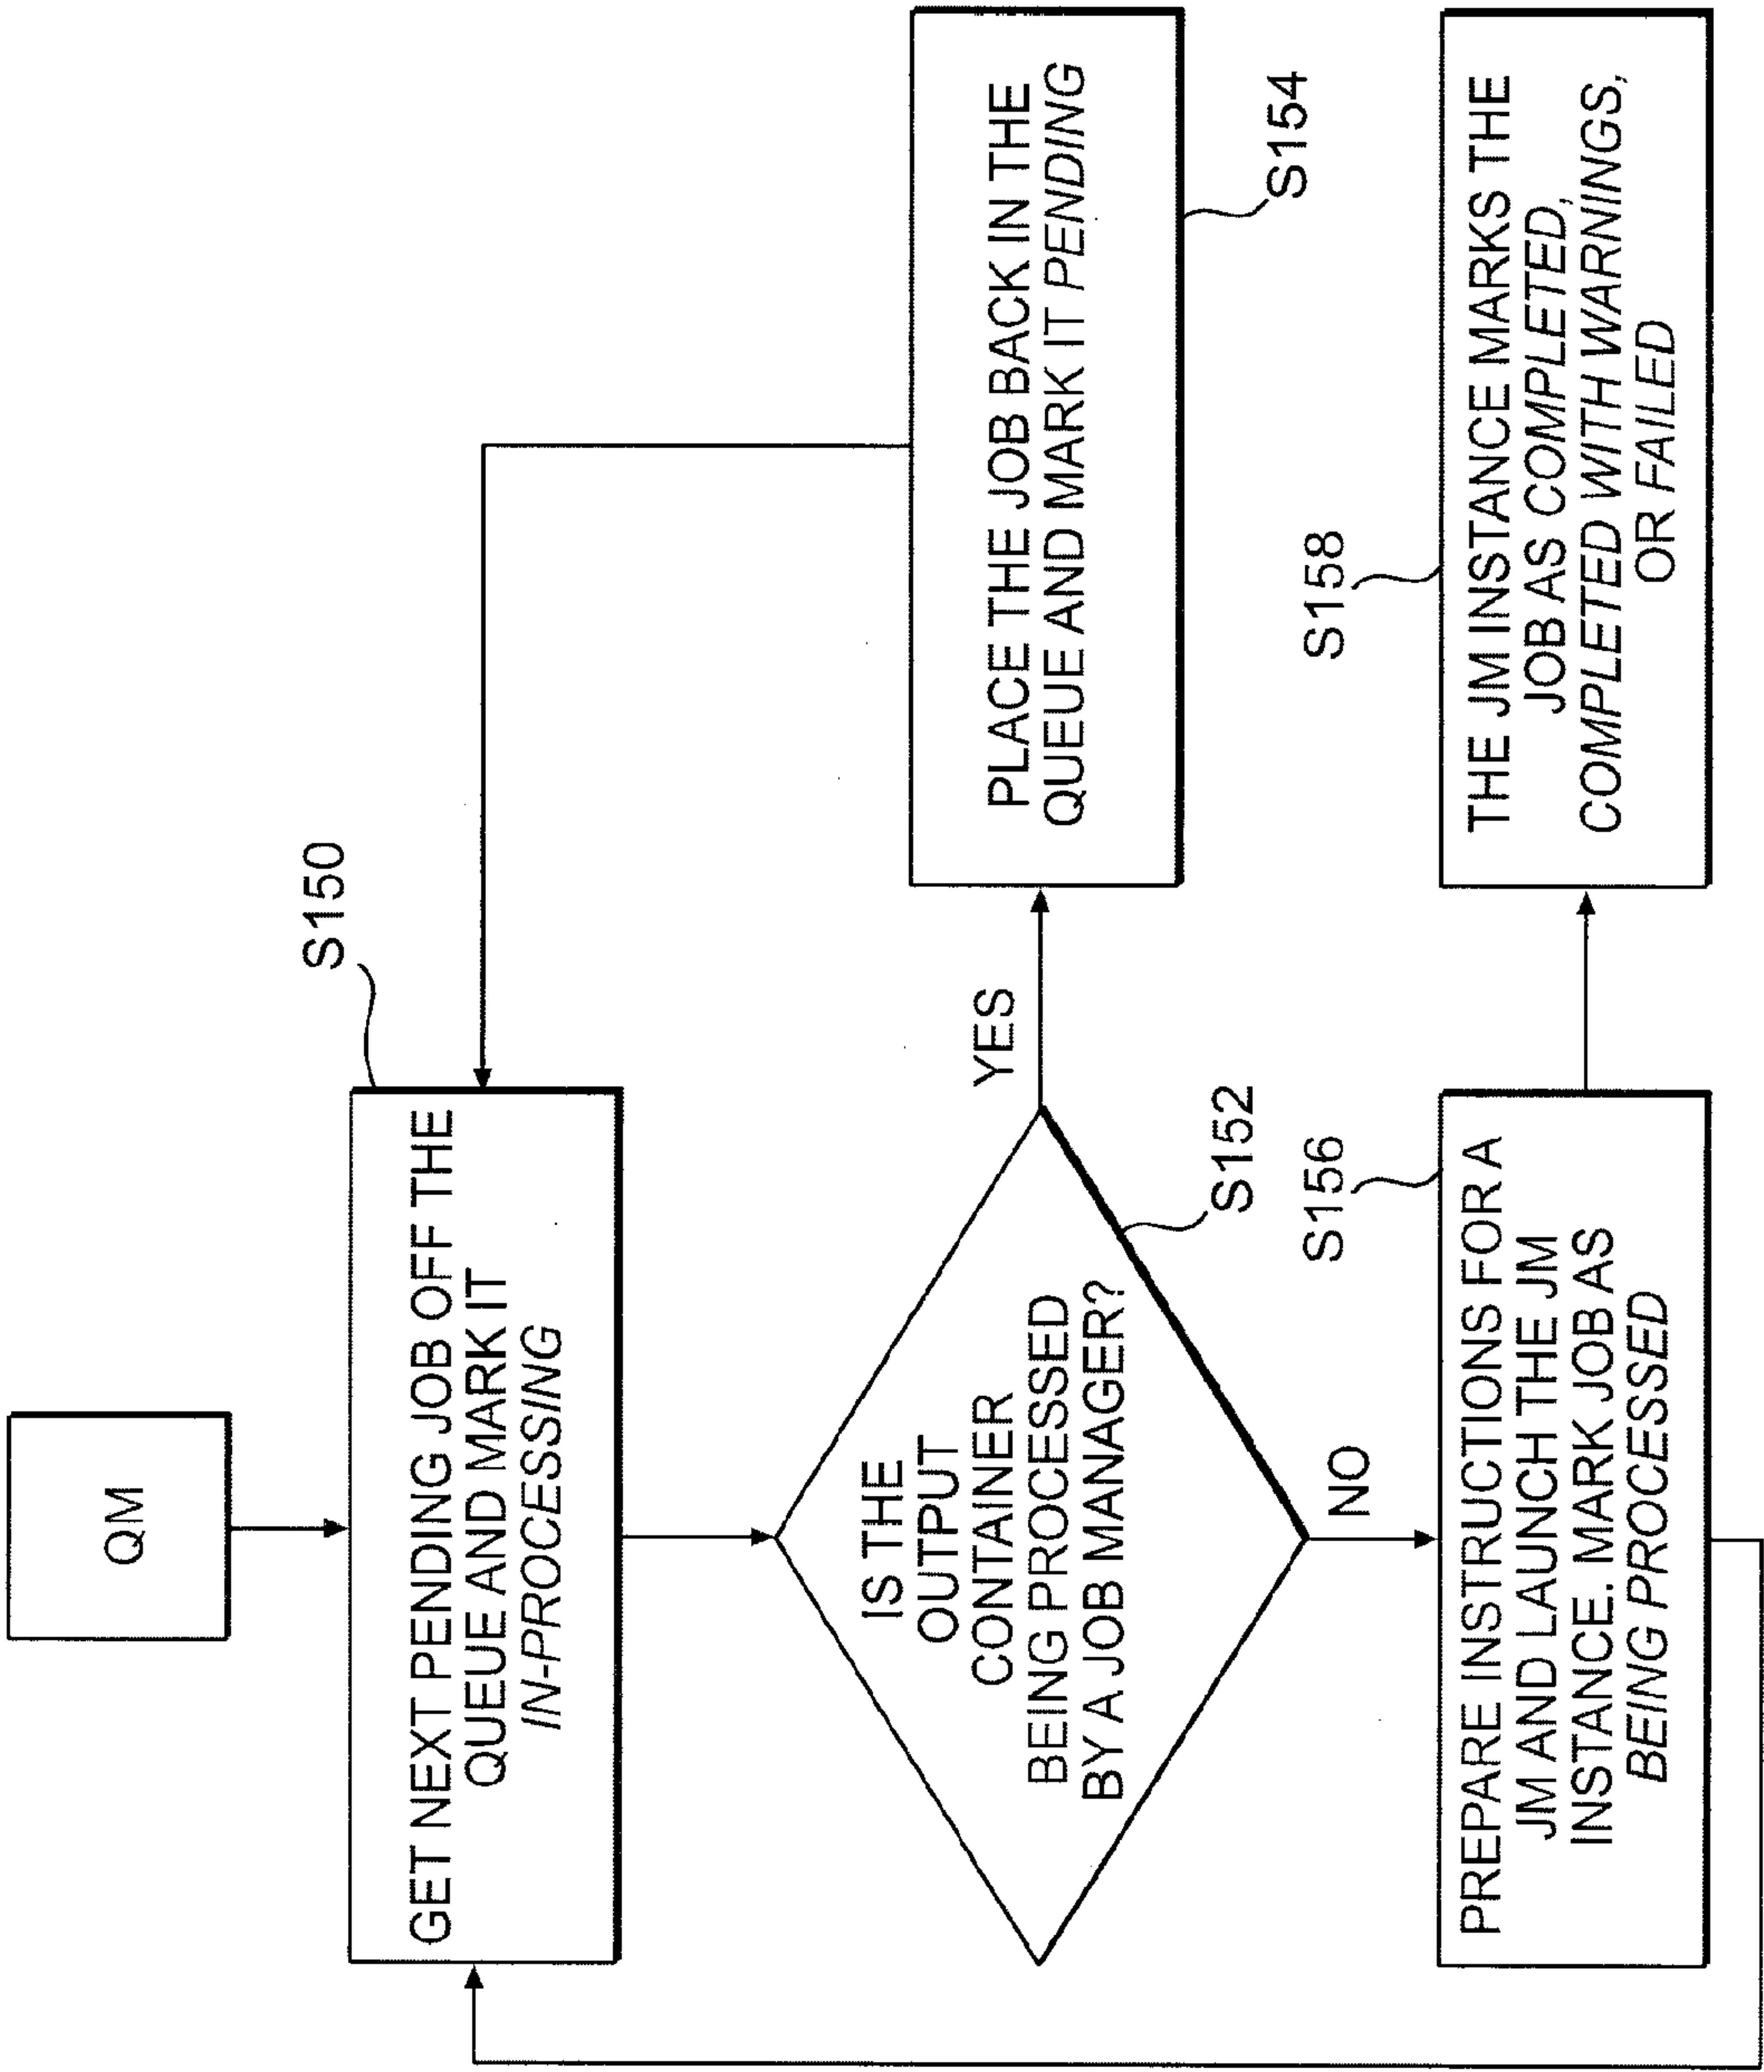 QM
S150
GET NEXT PENDING JOB OFF THE
QUEUE AND MARK IT
IN-PROCESSING
IS THE
OUTPUT
CONTAINER
BEING PROCESSED
BY A JOB MANAGER?
YES
S152
NO
PLACE THE JOB BACK IN THE
QUEUE AND MARK IT PENDING
S154
S156
PREPARE INSTRUCTIONS FOR A
JM AND LAUNCH THE JM
INSTANCE. MARK JOB AS
BEING PROCESSED
S158
THE JM INSTANCE MARKS THE
JOB AS COMPLETED,
COMPLETED WITH WARNINGS,
OR FAILED